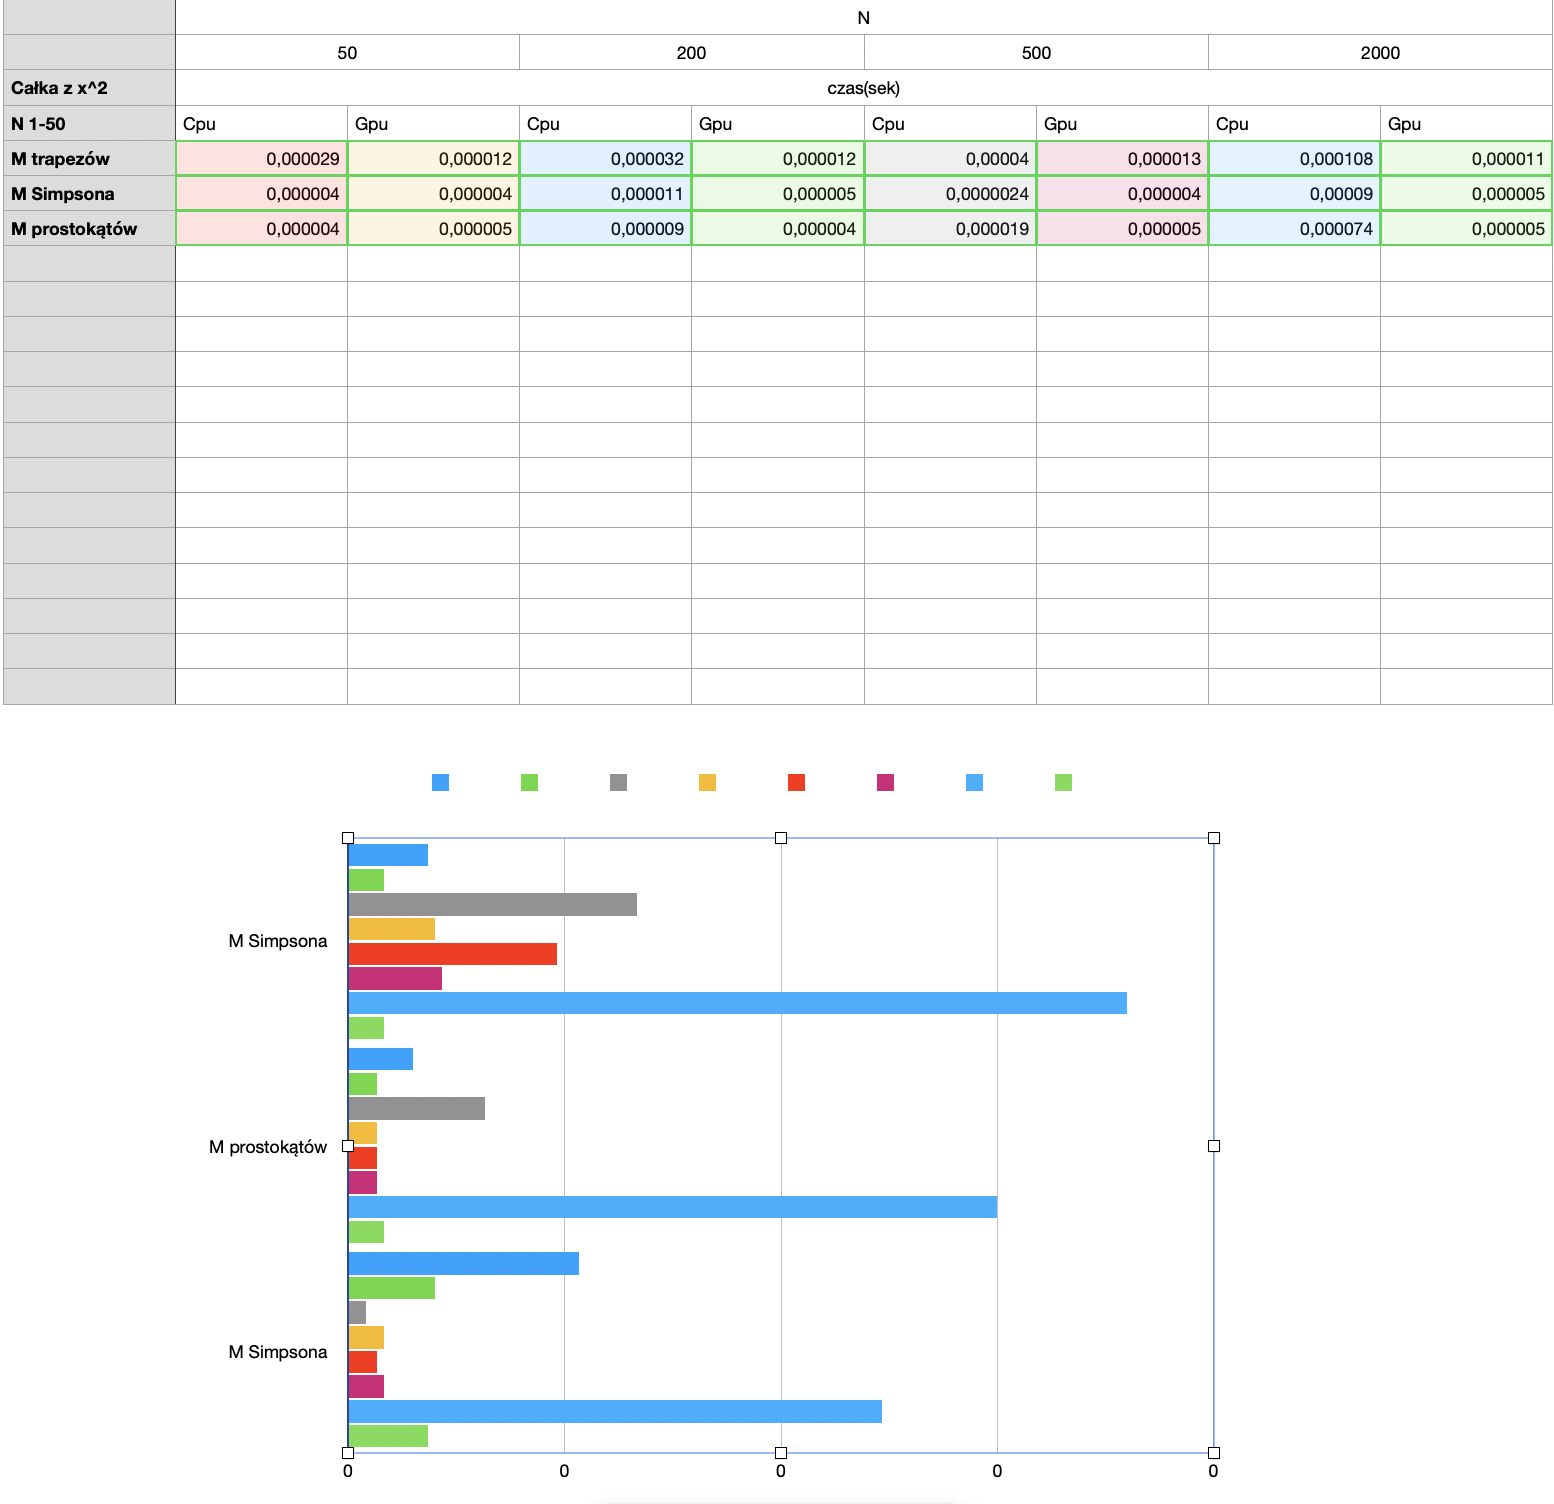 N
50 200 500 2000
Całka z x^2 czas(sek)
N 1-50 Cpu Gpu Cpu Gpu Cpu Gpu Cpu Gpu
M trapezów 0,000029 0,000012 0,000032 0,000012 0,00004 0,000013 0,000108 0,000011
M Simpsona 0,000004 0,000004 0,000011 0,000005 0,0000024 0,000004 0,00009 0,000005
M prostokątów 0,000004 0,000005 0,000009 0,000004 0,000019 0,000005 0,000074 0,000005
M Simpsona
M prostokątów
M Simpsona
0 0 0 0 0